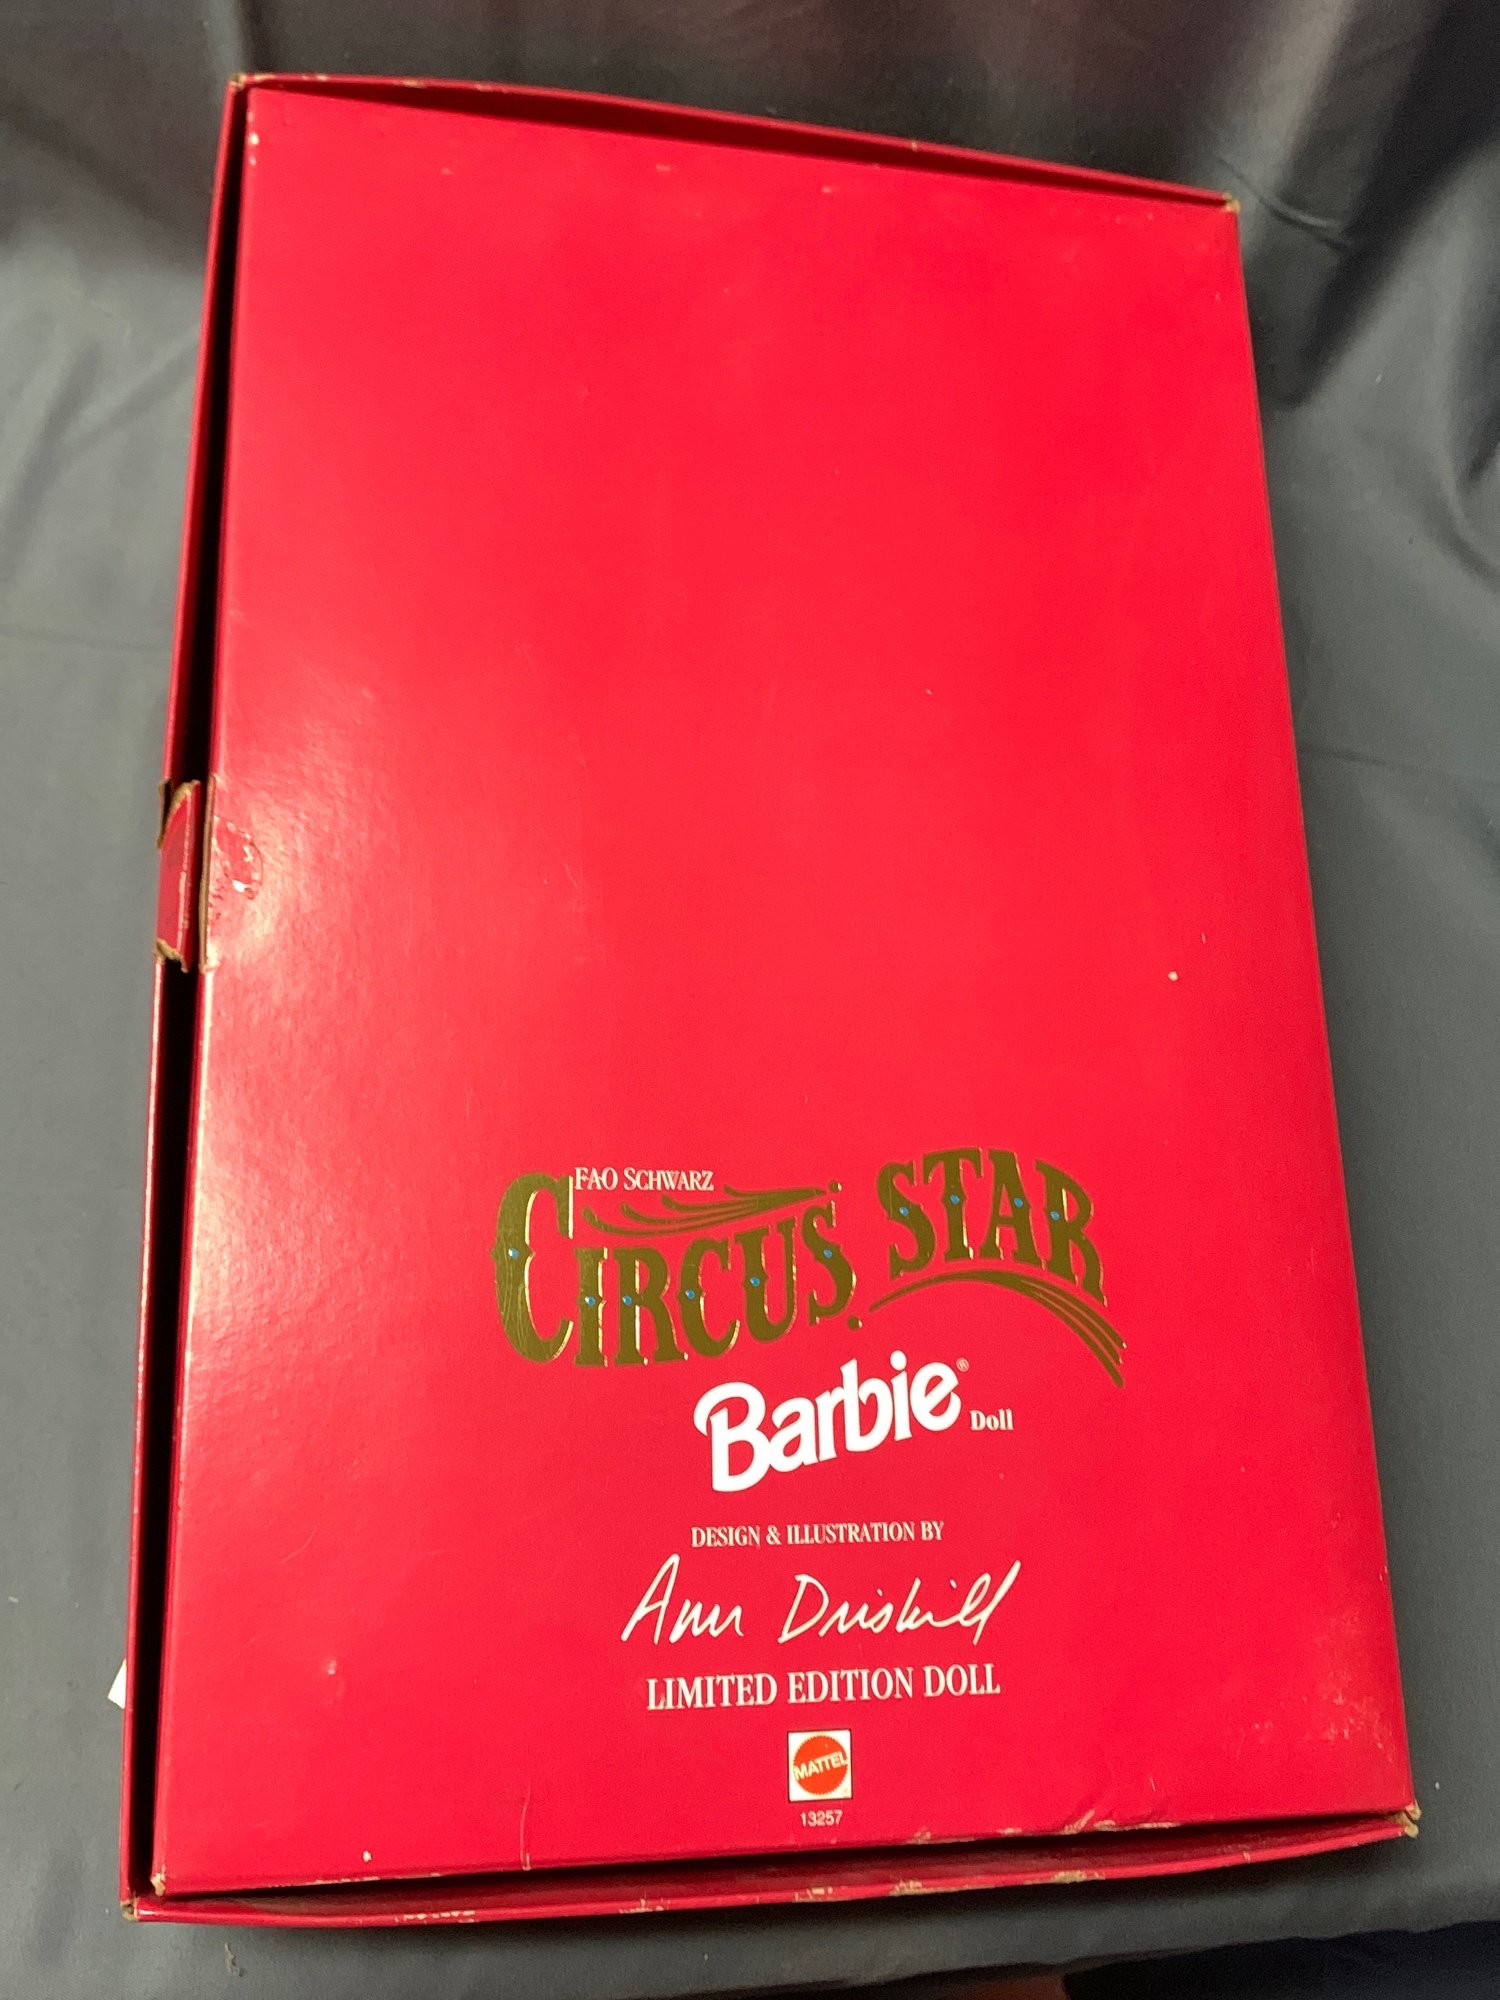 FAO SCHWARZ
CIRCUS STAR
Barbie® Doll
DESIGN & ILLUSTRATION BY
Ann Driskill
LIMITED EDITION DOLL
MATTEL
13257